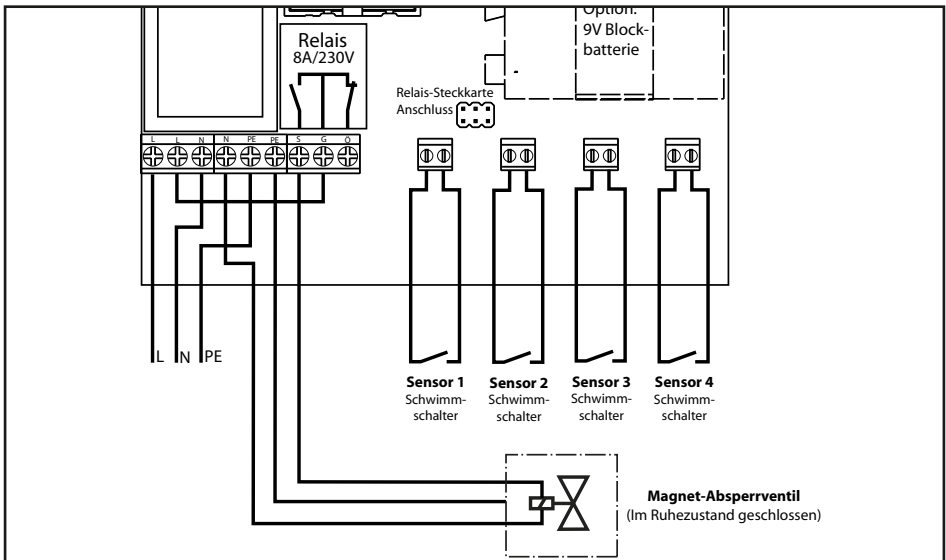 Option:
9V Block-
batterie
Relais
8A/230V
Relais-Steckkarte
Anschluss
L L N N PE PE S G Ö
L N PE
Sensor 1
Schwimm-
schalter
Sensor 2
Schwimm-
schalter
Sensor 3
Schwimm-
schalter
Sensor 4
Schwimm-
schalter
Magnet-Absperrventil
(Im Ruhezustand geschlossen)